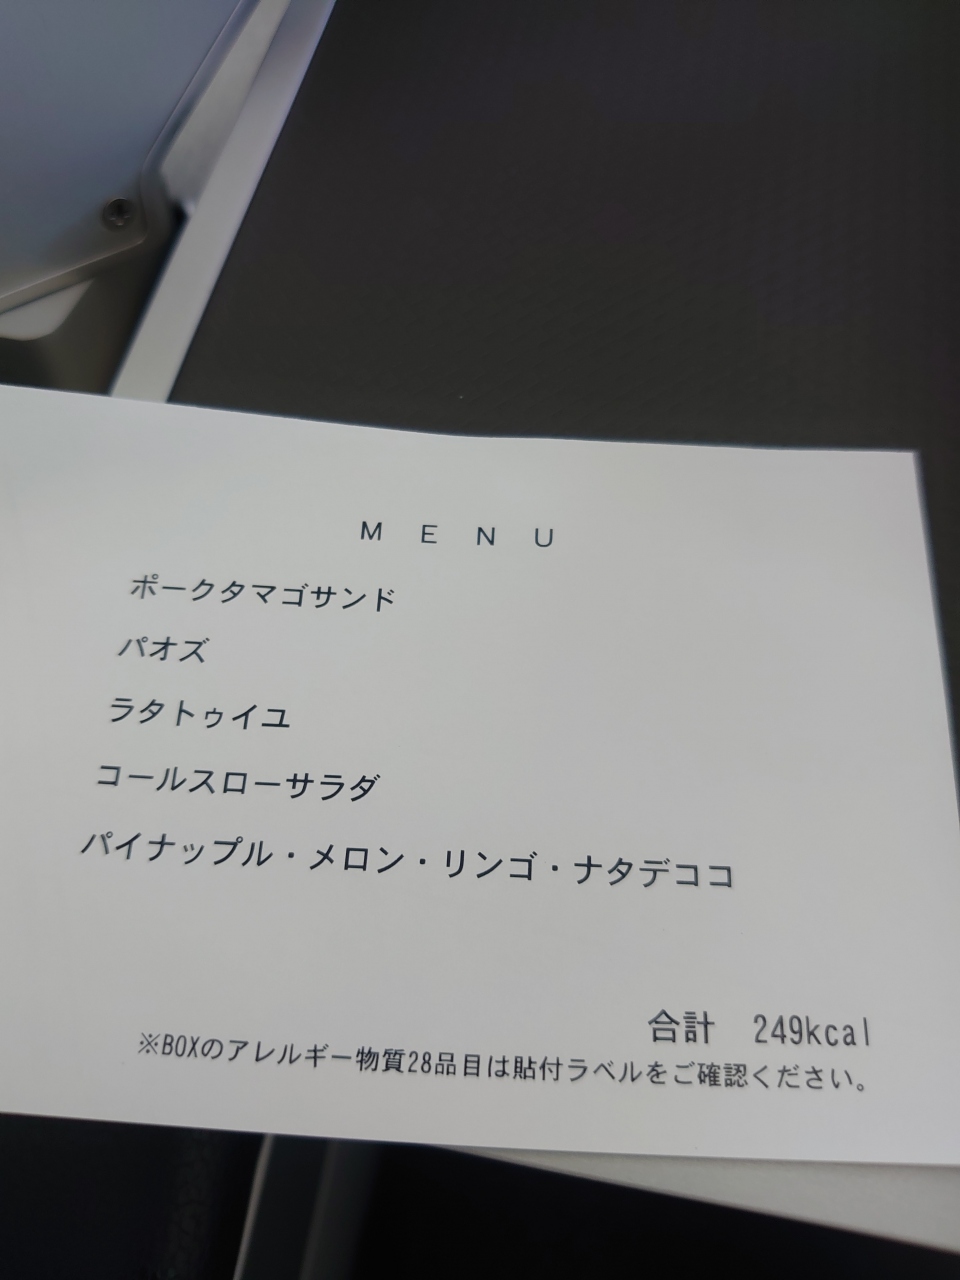 MENU
ポークタマゴサンド
パオズ
ラタトゥイユ
コールスローサラダ
パイナップル・メロン・リンゴ・ナタデココ
合計　249kcal
※BOXのアレルギー物質28品目は貼付ラベルをご確認ください。